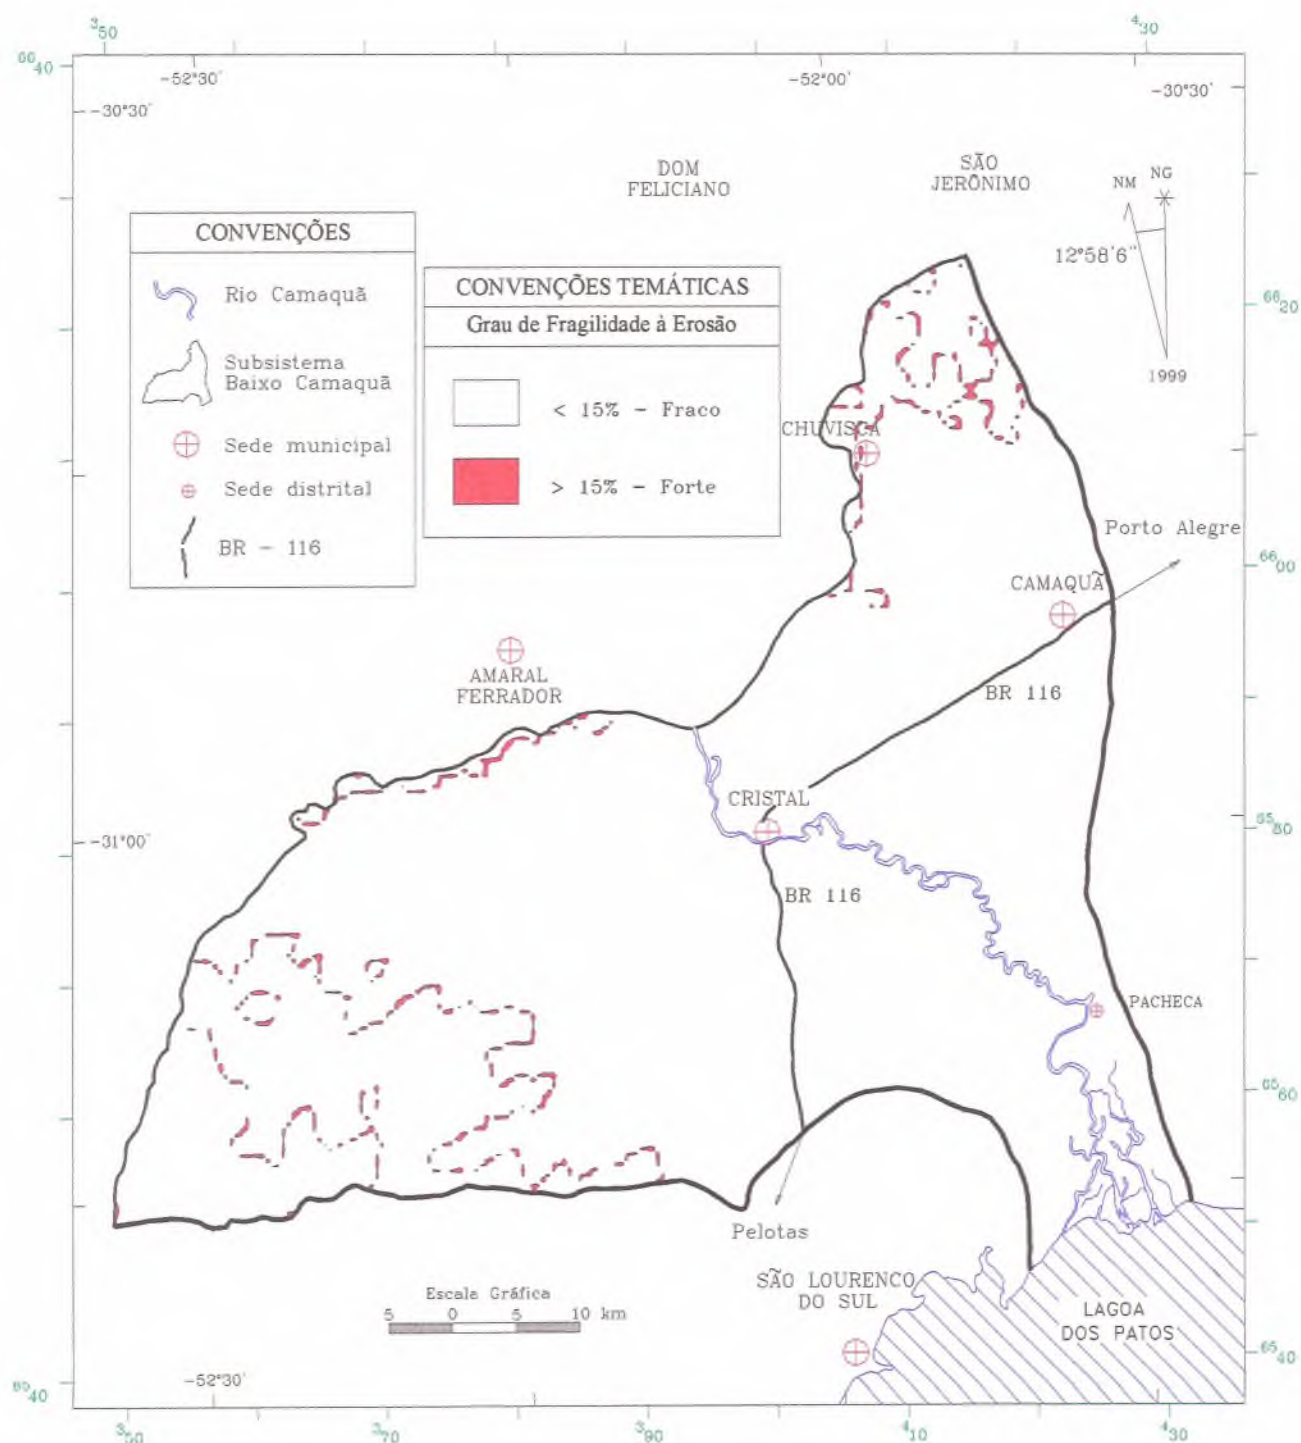 350
430
6640
-52°30'
-52°00'
-30°30'
-30°30'
DOM
FELICIANO
SÃO
JERÔNIMO
NM NG
12°58'6"
1999
CONVENÇÕES
Rio Camaquã
Subsistema
Baixo Camaquã
Sede municipal
Sede distrital
BR - 116
CONVENÇÕES TEMÁTICAS
Grau de Fragilidade à Erosão
< 15% - Fraco
> 15% - Forte
6620
CHUVISCA
Porto Alegre
6600
CAMAQUÃ
AMARAL
FERRADOR
BR 116
CRISTAL
6580
-31°00'
BR 116
PACHECA
6560
Pelotas
SÃO LOURENCO
DO SUL
Escala Gráfica
5 0 5 10 km
LAGOA
DOS PATOS
6540
6540
-52°30'
350
370
390
410
430